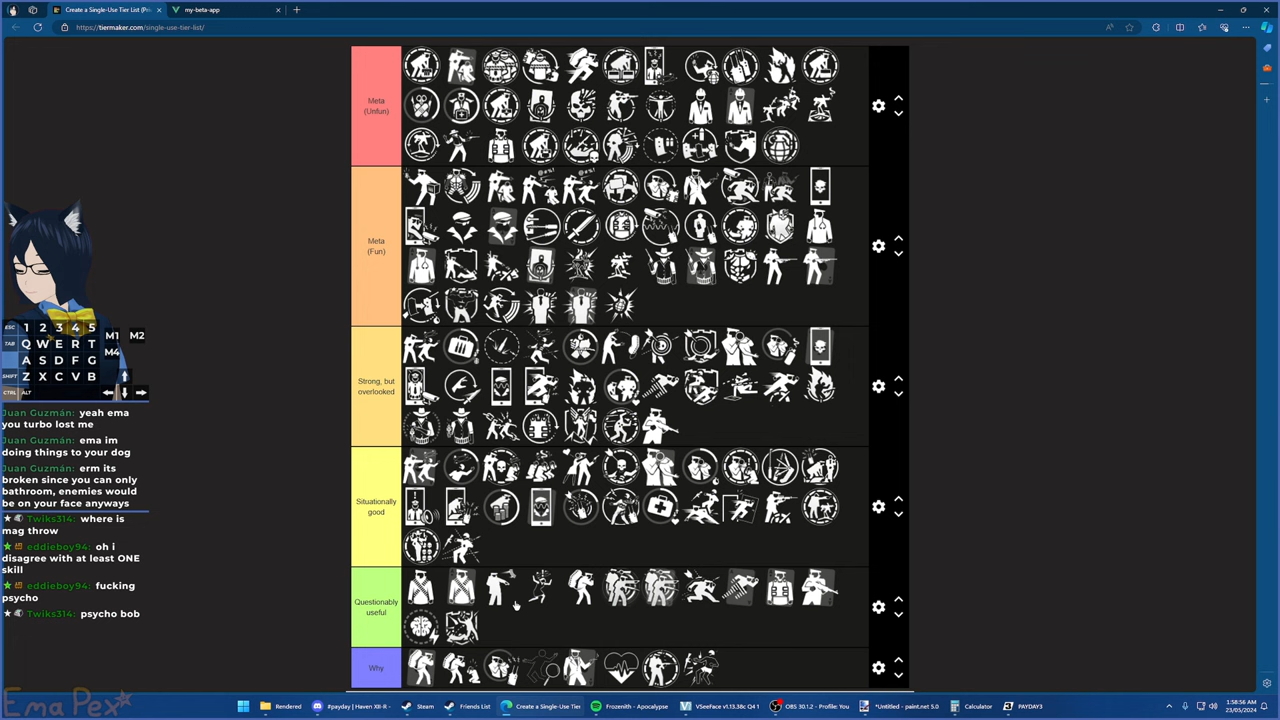 Create a Single-Use Tier List (Pri
my-beta-app
https://tiermaker.com/single-use-tier-list/
Meta
(Unfun)
Meta
(Fun)
Strong, but
overlooked
Situationally
good
Questionably
useful
Why
ESC 1 2 3 4 5
TAB Q W E R T
A S D F G
SHIFT Z X C V B
CTRL ALT
M1 M2
M4
Juan Guzmán: yeah ema
you turbo lost me
Juan Guzmán: ema im
doing things to your dog
Juan Guzmán: erm its
broken since you can only
bathroom, enemies would
be on your face anyways
Twiks314: where is
mag throw
eddieboy94: oh i
disagree with at least ONE
skill
eddieboy94: fucking
psycho
Twiks314: psycho bob
Ema Pex
Rendered
#payday | Haven XII-R -
Steam
Friends List
Create a Single-Use Tie
Frozenith - Apocalypse
VSeeFace v1.13.38c Q4 1
OBS 30.1.2 - Profile: You
*Untitled - paint.net 5.0
Calculator
PAYDAY3
1:58:56 AM
23/05/2024